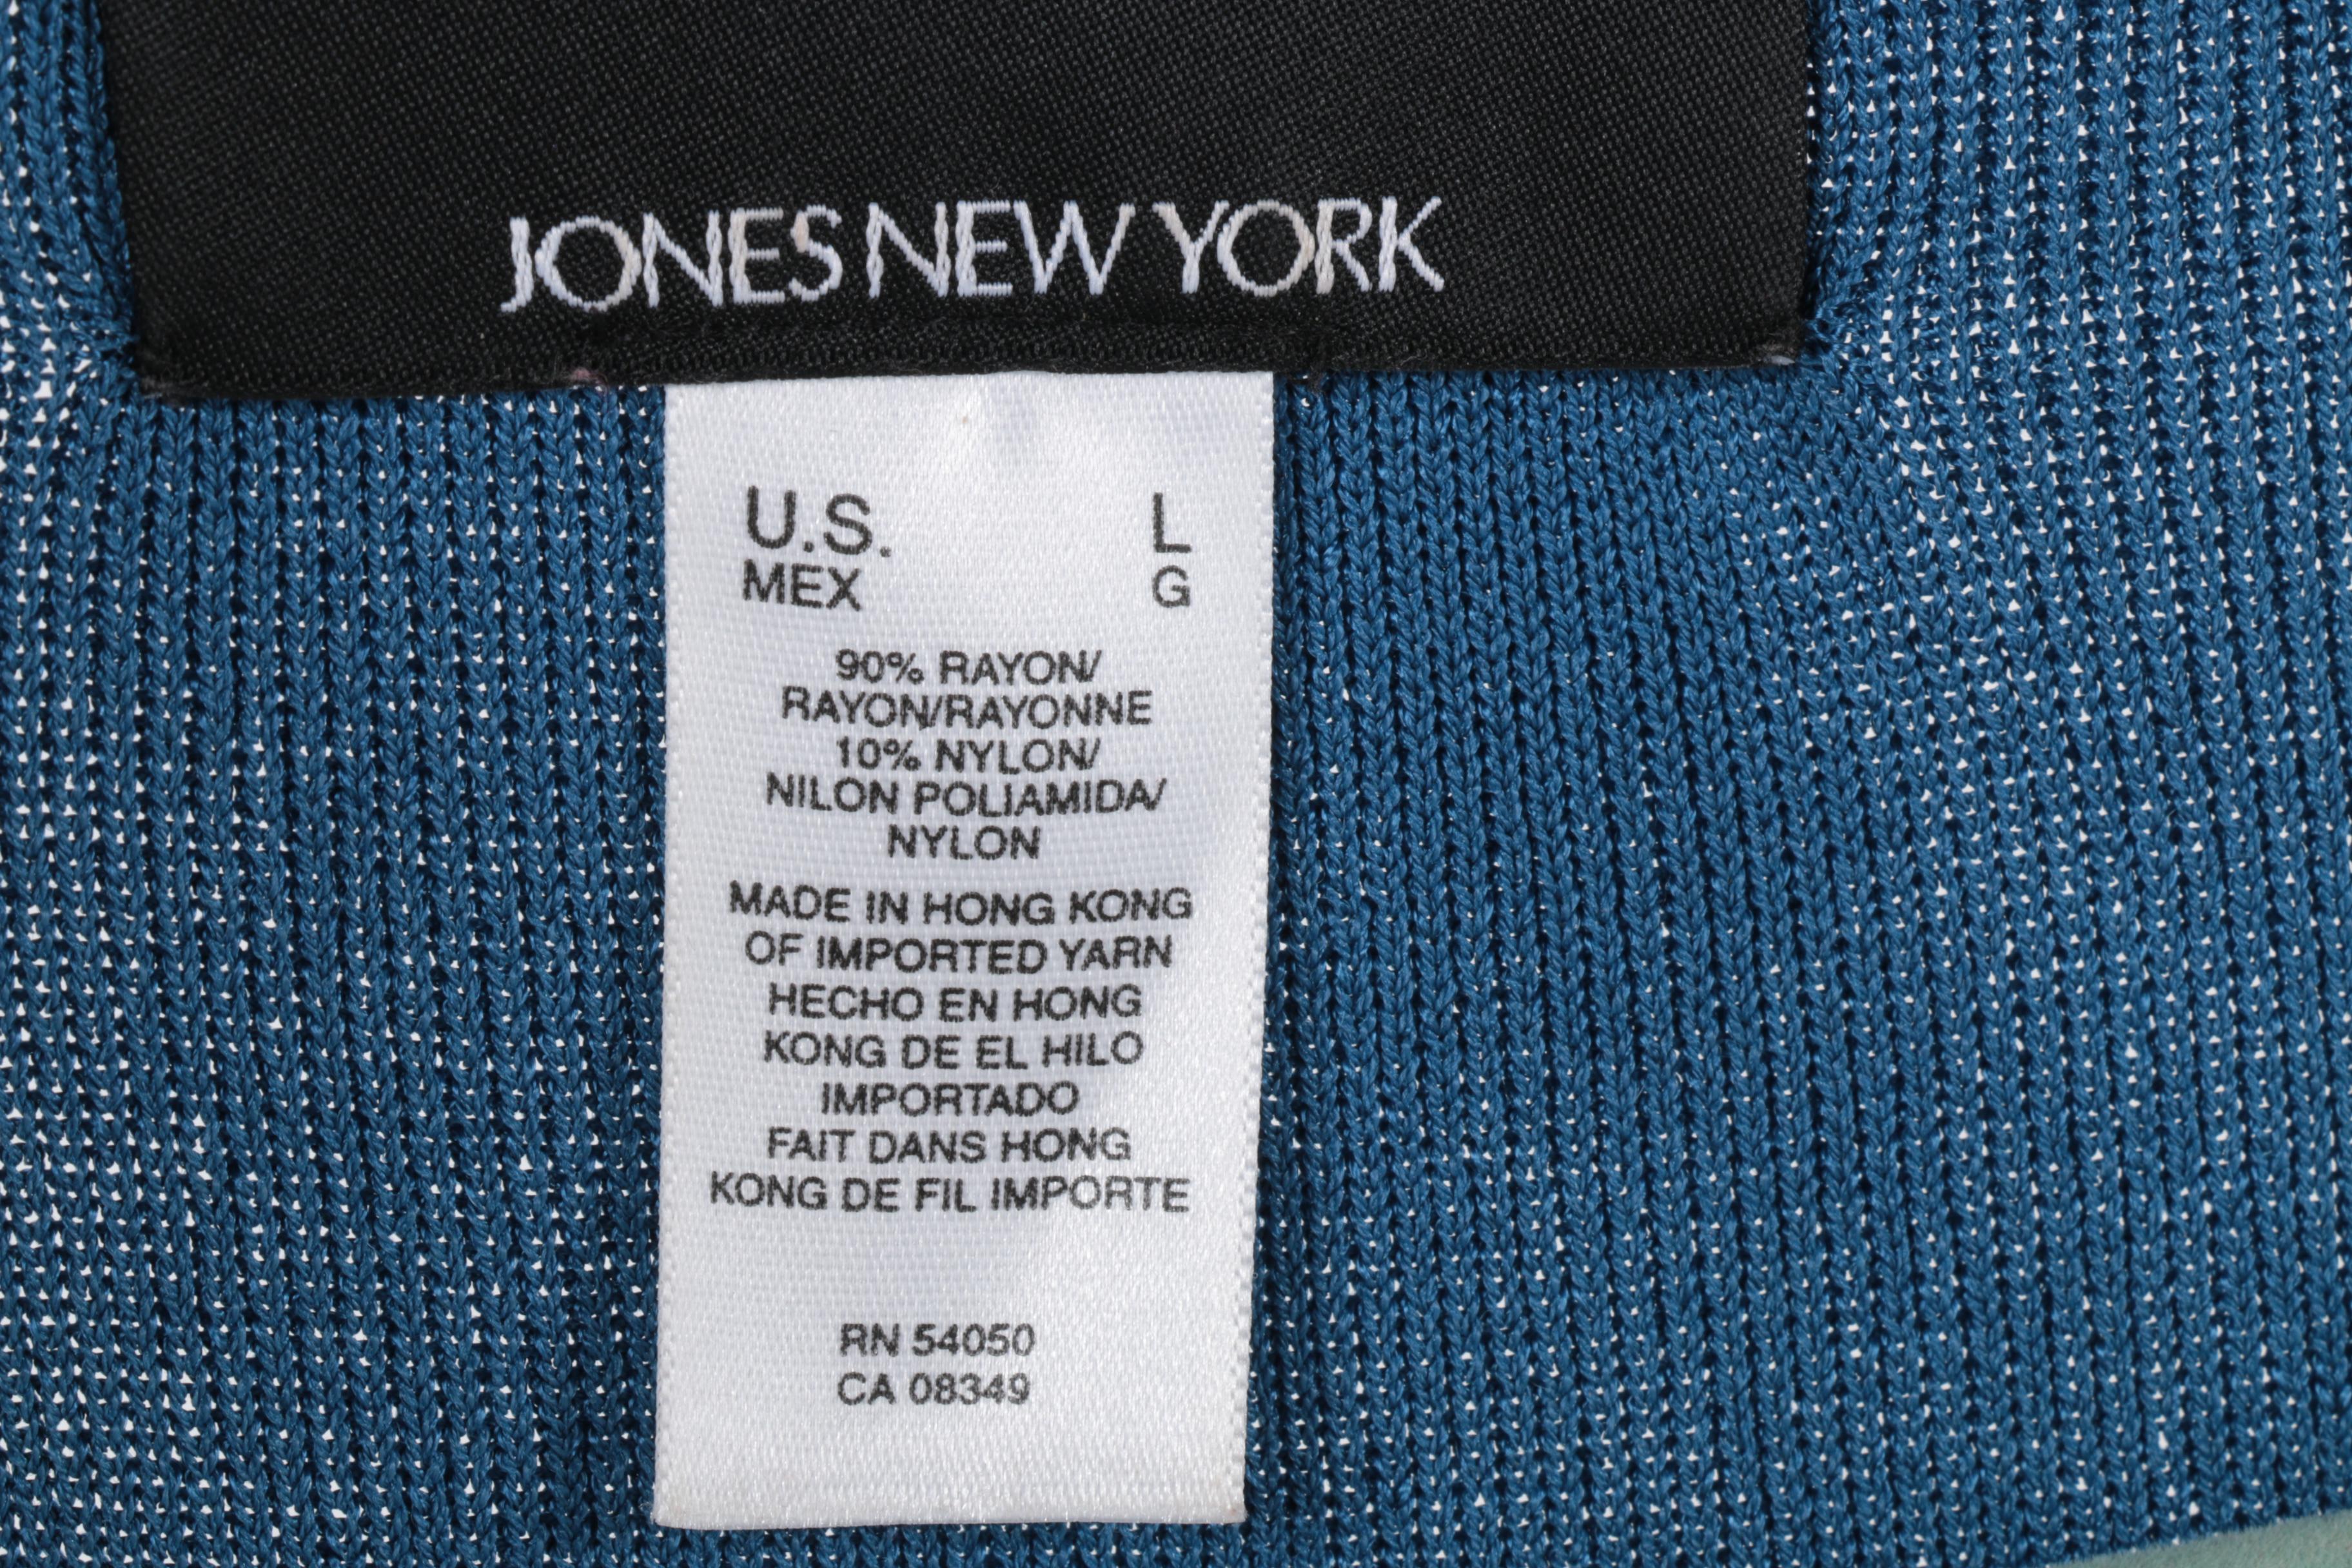 JONES NEW YORK
U.S. L
MEX G
90% RAYON/
RAYON/RAYONNE
10% NYLON/
NILON POLIAMIDA/
NYLON
MADE IN HONG KONG
OF IMPORTED YARN
HECHO EN HONG
KONG DE EL HILO
IMPORTADO
FAIT DANS HONG
KONG DE FIL IMPORTE
RN 54050
CA 08349